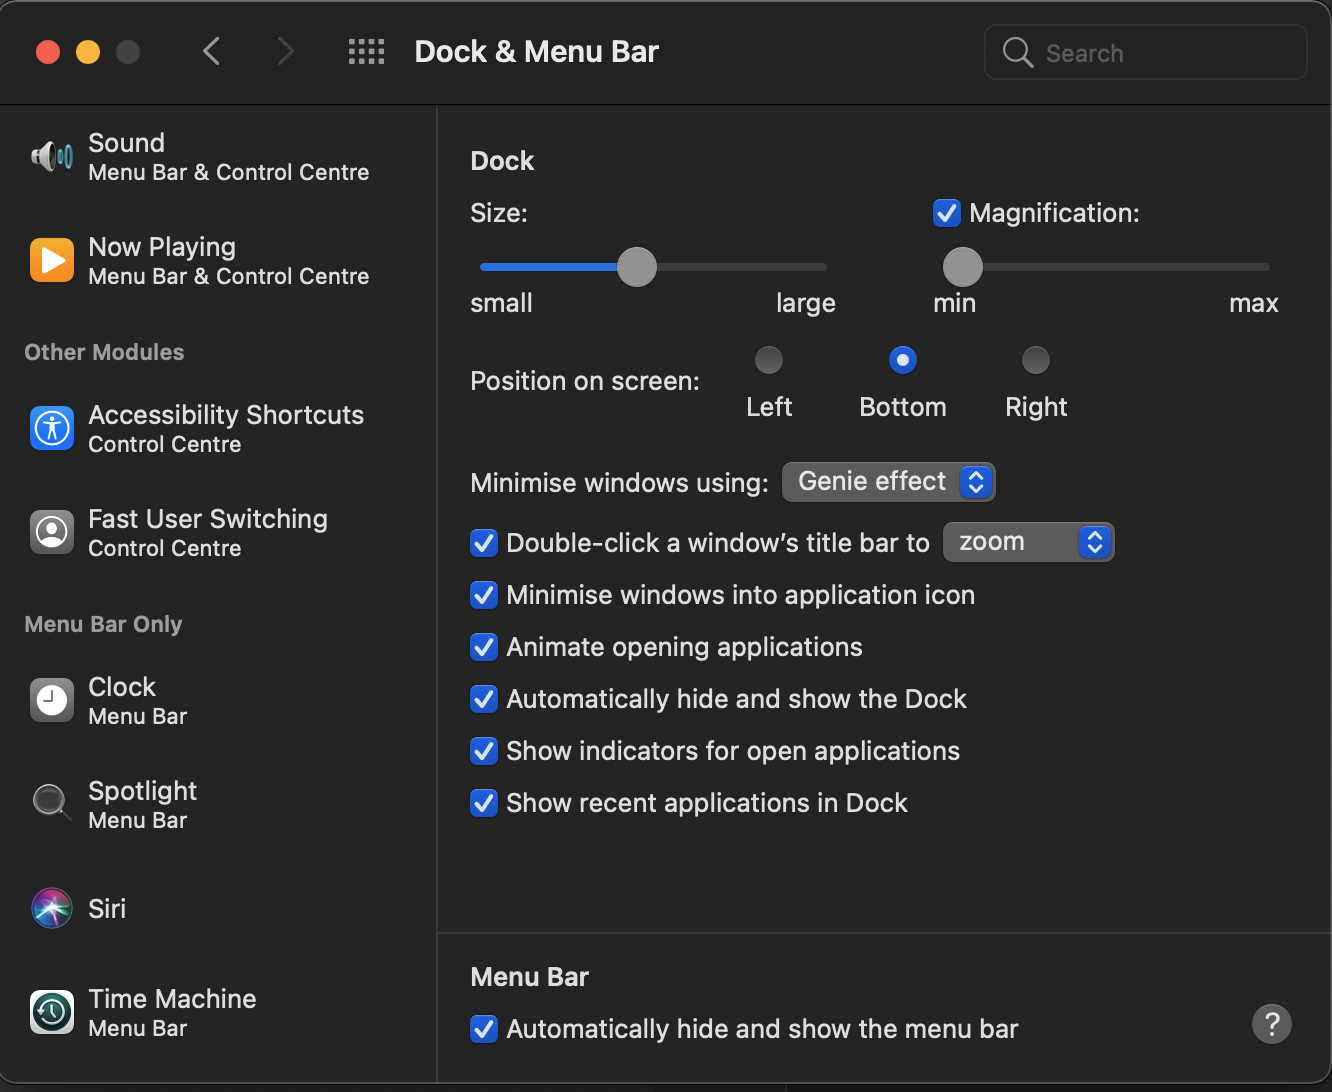 Dock & Menu Bar
Search
Sound
Menu Bar & Control Centre
Now Playing
Menu Bar & Control Centre
Other Modules
Accessibility Shortcuts
Control Centre
Fast User Switching
Control Centre
Menu Bar Only
Clock
Menu Bar
Spotlight
Menu Bar
Siri
Time Machine
Menu Bar
Dock
Size:
Magnification:
small large
min max
Position on screen:
Left Bottom Right
Minimise windows using: Genie effect
Double-click a window’s title bar to zoom
Minimise windows into application icon
Animate opening applications
Automatically hide and show the Dock
Show indicators for open applications
Show recent applications in Dock
Menu Bar
Automatically hide and show the menu bar
?